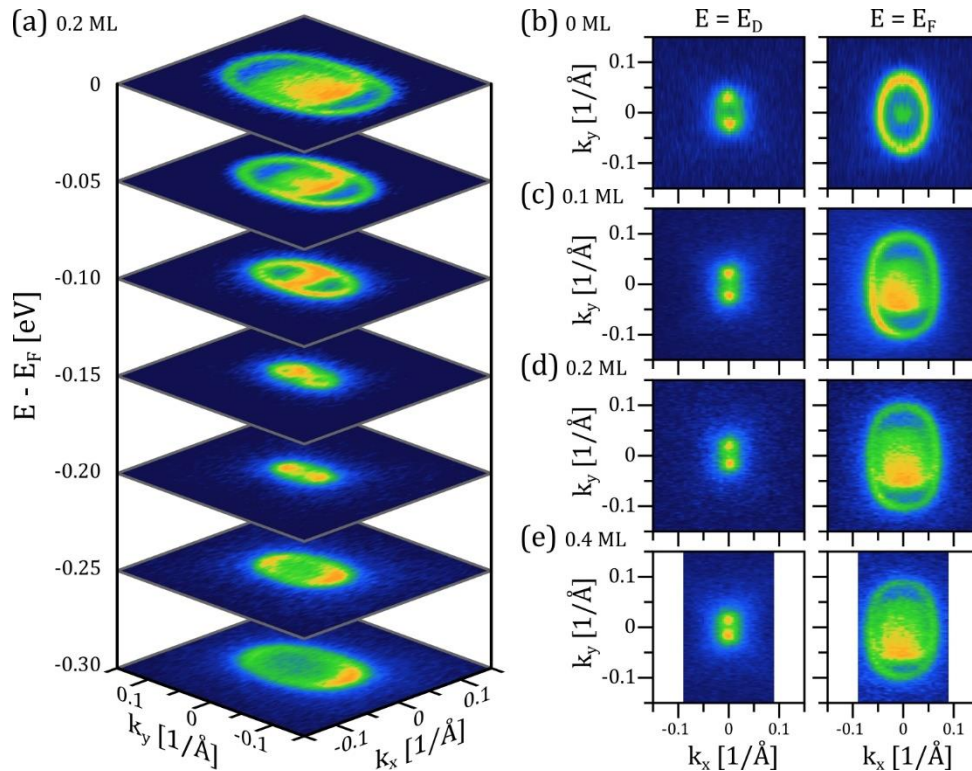 (a) 0.2 ML
E - E_F [eV]
0
-0.05
-0.10
-0.15
-0.20
-0.25
-0.30
0.1
0
-0.1
k_y [1/Å]
-0.1
0
0.1
k_x [1/Å]
(b) 0 ML
E = E_D
E = E_F
k_y [1/Å]
0.1
0
-0.1
(c) 0.1 ML
k_y [1/Å]
0.1
0
-0.1
(d) 0.2 ML
k_y [1/Å]
0.1
0
-0.1
(e) 0.4 ML
k_y [1/Å]
0.1
0
-0.1
-0.1 0 0.1
-0.1 0 0.1
k_x [1/Å]
k_x [1/Å]